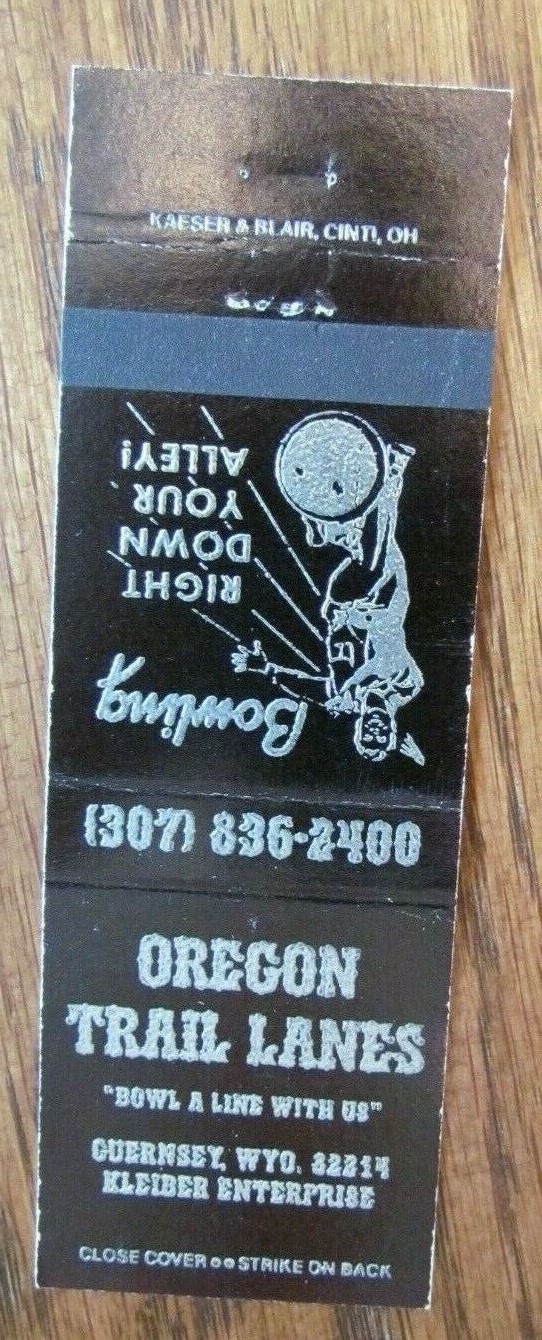 KAESER & BLAIR, CINTI, OH
Bowling
RIGHT
DOWN
YOUR
ALLEY!
(307) 836-2400
OREGON
TRAIL LANES
"BOWL A LINE WITH US"
GUERNSEY, WYO. 82214
KLEIBER ENTERPRISE
CLOSE COVER •• STRIKE ON BACK